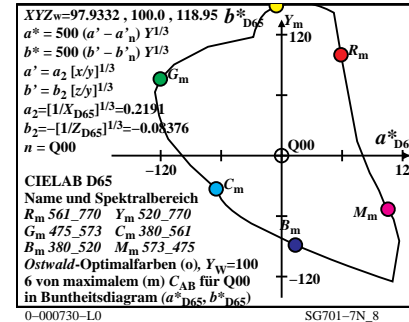 XYZw=97.9332, 100.0, 118.95 b*D65
Ym
a* = 500 (a' – a'n) Y1/3
b* = 500 (b' – b'n) Y1/3
a' = a2 [x/y]1/3
b' = b2 [z/y]1/3
a2=[1/XD65]1/3=0.2191
b2=–[1/ZD65]1/3=–0.08376
n = Q00
120
Rm
Gm
Q00
a*D65
–120
12
CIELAB D65
Name und Spektralbereich
Rm 561_770 Ym 520_770
Gm 475_573 Cm 380_561
Bm 380_520 Mm 573_475
Cm
Bm
Mm
Ostwald-Optimalfarben (o), YW=100
6 von maximalem (m) CAB für Q00
in Buntheitsdiagram (a*D65, b*D65)
–120
0-000730-L0
SG701-7N_8